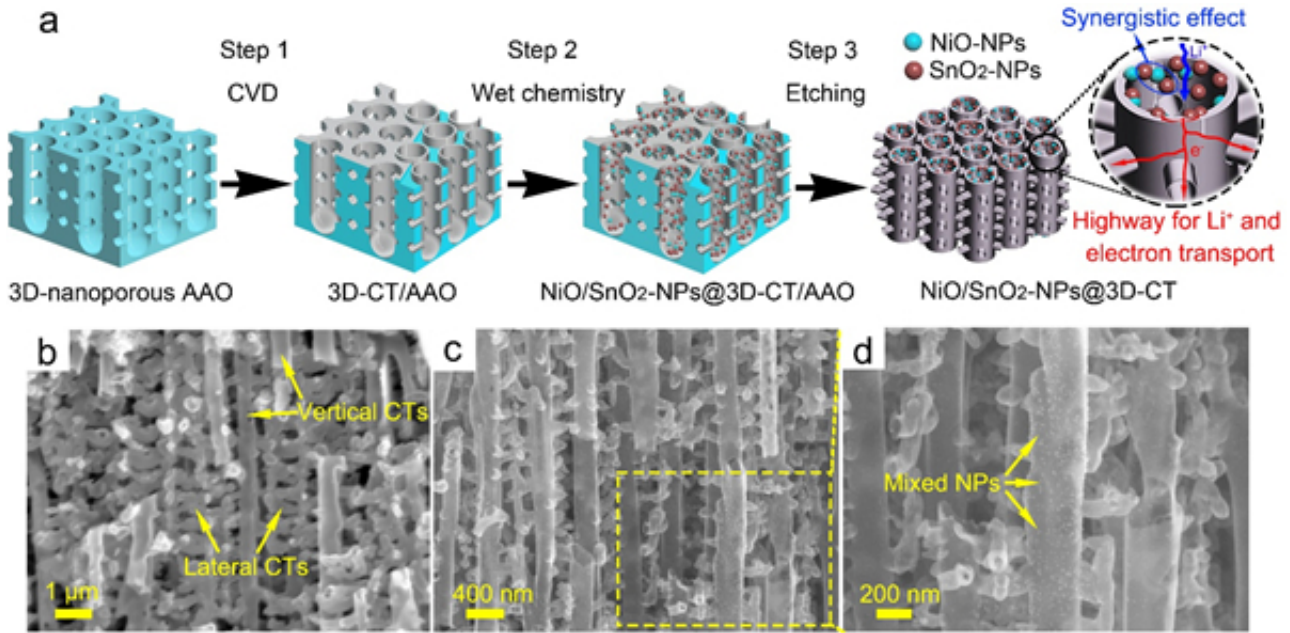 a
Step 1
CVD
Step 2
Wet chemistry
Step 3
Etching
NiO-NPs
SnO₂-NPs
Synergistic effect
Li⁺
e⁻
Highway for Li⁺ and
electron transport
3D-nanoporous AAO
3D-CT/AAO
NiO/SnO₂-NPs@3D-CT/AAO
NiO/SnO₂-NPs@3D-CT
b
Vertical CTs
Lateral CTs
1 µm
c
400 nm
d
Mixed NPs
200 nm